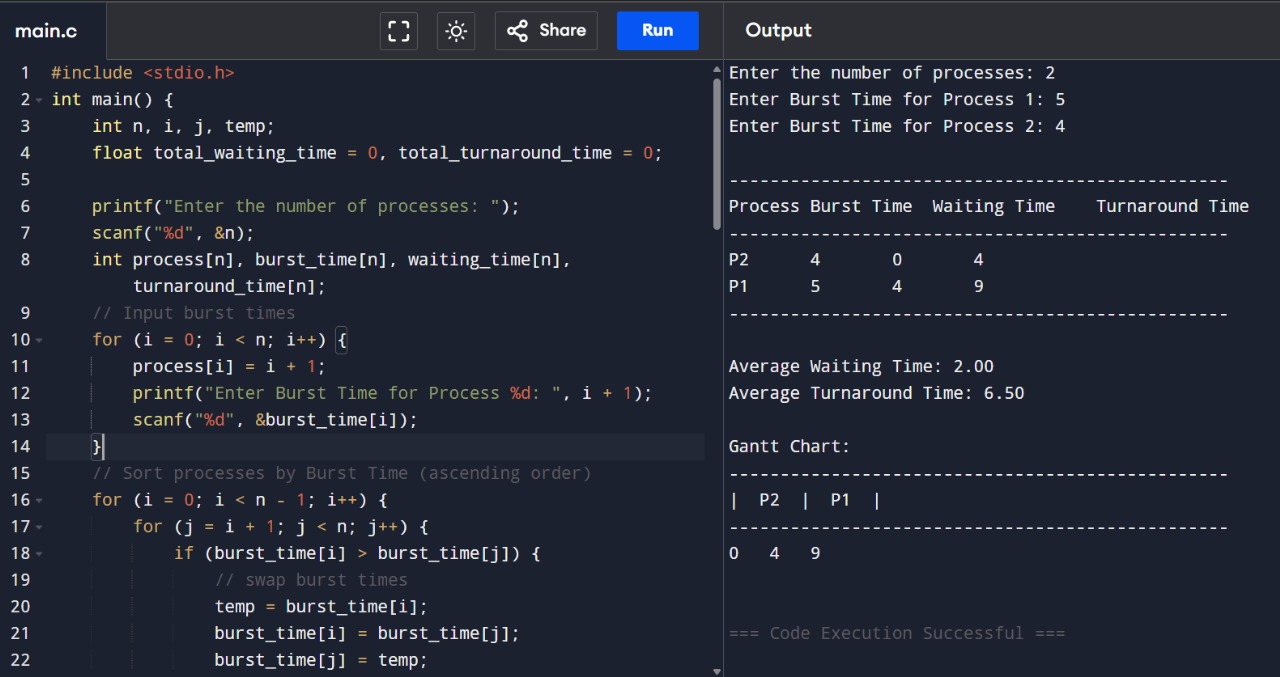 main.c
Share
Run
Output
1 #include <stdio.h>
2 int main() {
3     int n, i, j, temp;
4     float total_waiting_time = 0, total_turnaround_time = 0;
5
6     printf("Enter the number of processes: ");
7     scanf("%d", &n);
8     int process[n], burst_time[n], waiting_time[n],
        turnaround_time[n];
9     // Input burst times
10     for (i = 0; i < n; i++) {
11         process[i] = i + 1;
12         printf("Enter Burst Time for Process %d: ", i + 1);
13         scanf("%d", &burst_time[i]);
14     }
15     // Sort processes by Burst Time (ascending order)
16     for (i = 0; i < n - 1; i++) {
17         for (j = i + 1; j < n; j++) {
18             if (burst_time[i] > burst_time[j]) {
19                 // swap burst times
20                 temp = burst_time[i];
21                 burst_time[i] = burst_time[j];
22                 burst_time[j] = temp;
Enter the number of processes: 2
Enter Burst Time for Process 1: 5
Enter Burst Time for Process 2: 4
-------------------------------------------------
Process Burst Time  Waiting Time    Turnaround Time
-------------------------------------------------
P2      4       0       4
P1      5       4       9
-------------------------------------------------
Average Waiting Time: 2.00
Average Turnaround Time: 6.50
Gantt Chart:
-------------------------------------------------
|  P2  |  P1  |
-------------------------------------------------
0   4   9
=== Code Execution Successful ===